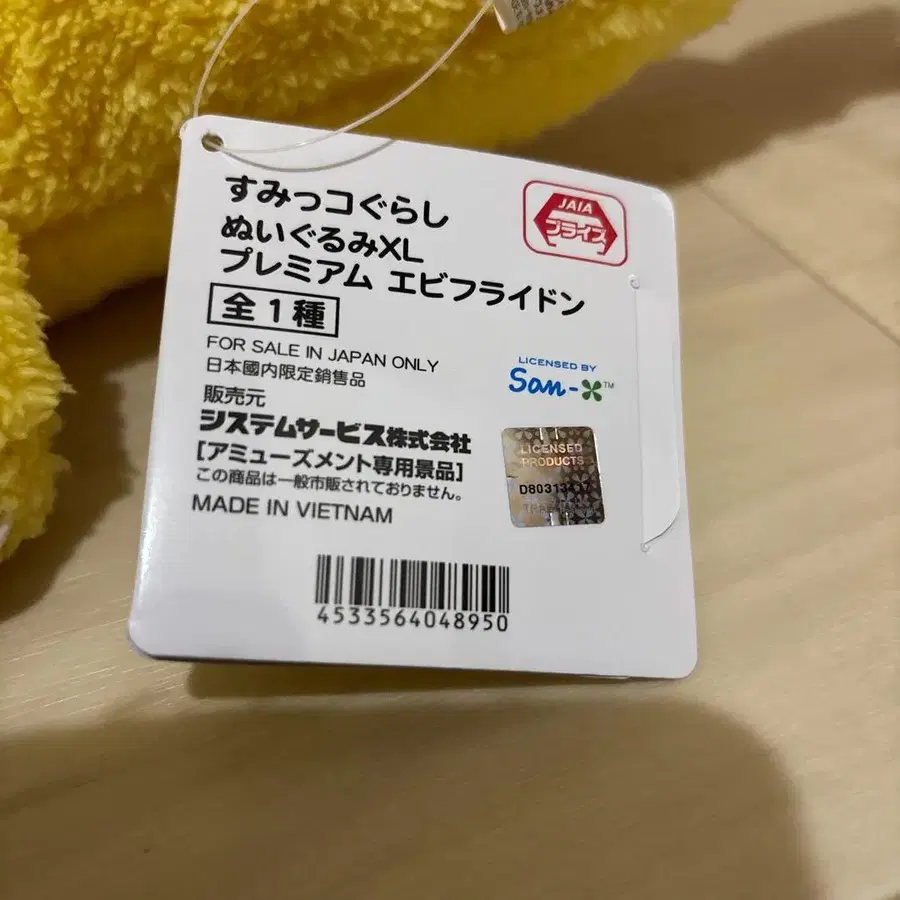 すみっコぐらし
ぬいぐるみXL
プレミアム エビフライドン
全1種
FOR SALE IN JAPAN ONLY
日本國内限定銷售品
販売元
システムサービス株式会社
[アミューズメント専用景品]
この商品は一般市販されておりません。
MADE IN VIETNAM
JAIA
プライズ
LICENSED BY
San-X™
LICENSED
PRODUCTS
4533564048950